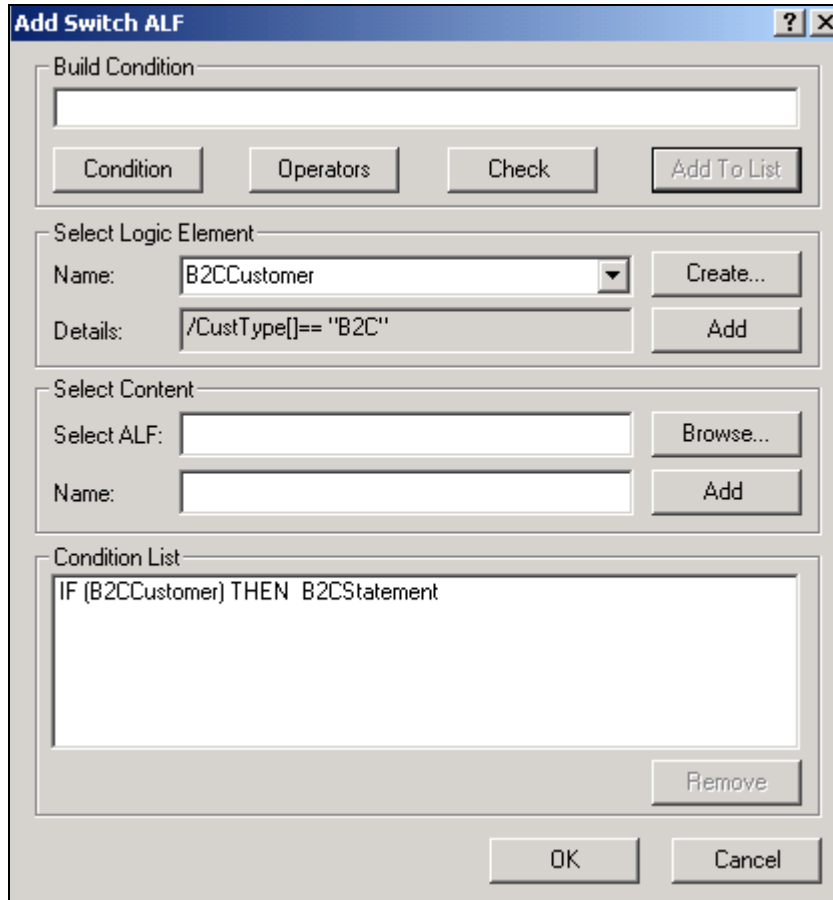 Add Switch ALF
Build Condition
Condition Operators Check Add To List
Select Logic Element
Name: B2CCustomer Create...
Details: /CustType[]== "B2C" Add
Select Content
Select ALF: Browse...
Name: Add
Condition List
IF (B2CCustomer) THEN  B2CStatement
Remove
OK Cancel